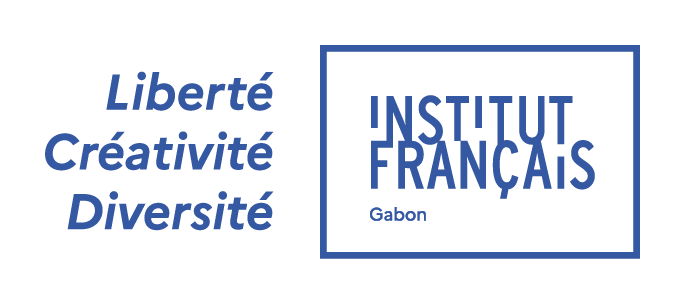 Liberté
Créativité
Diversité
INSTITUT
FRANÇAIS
Gabon